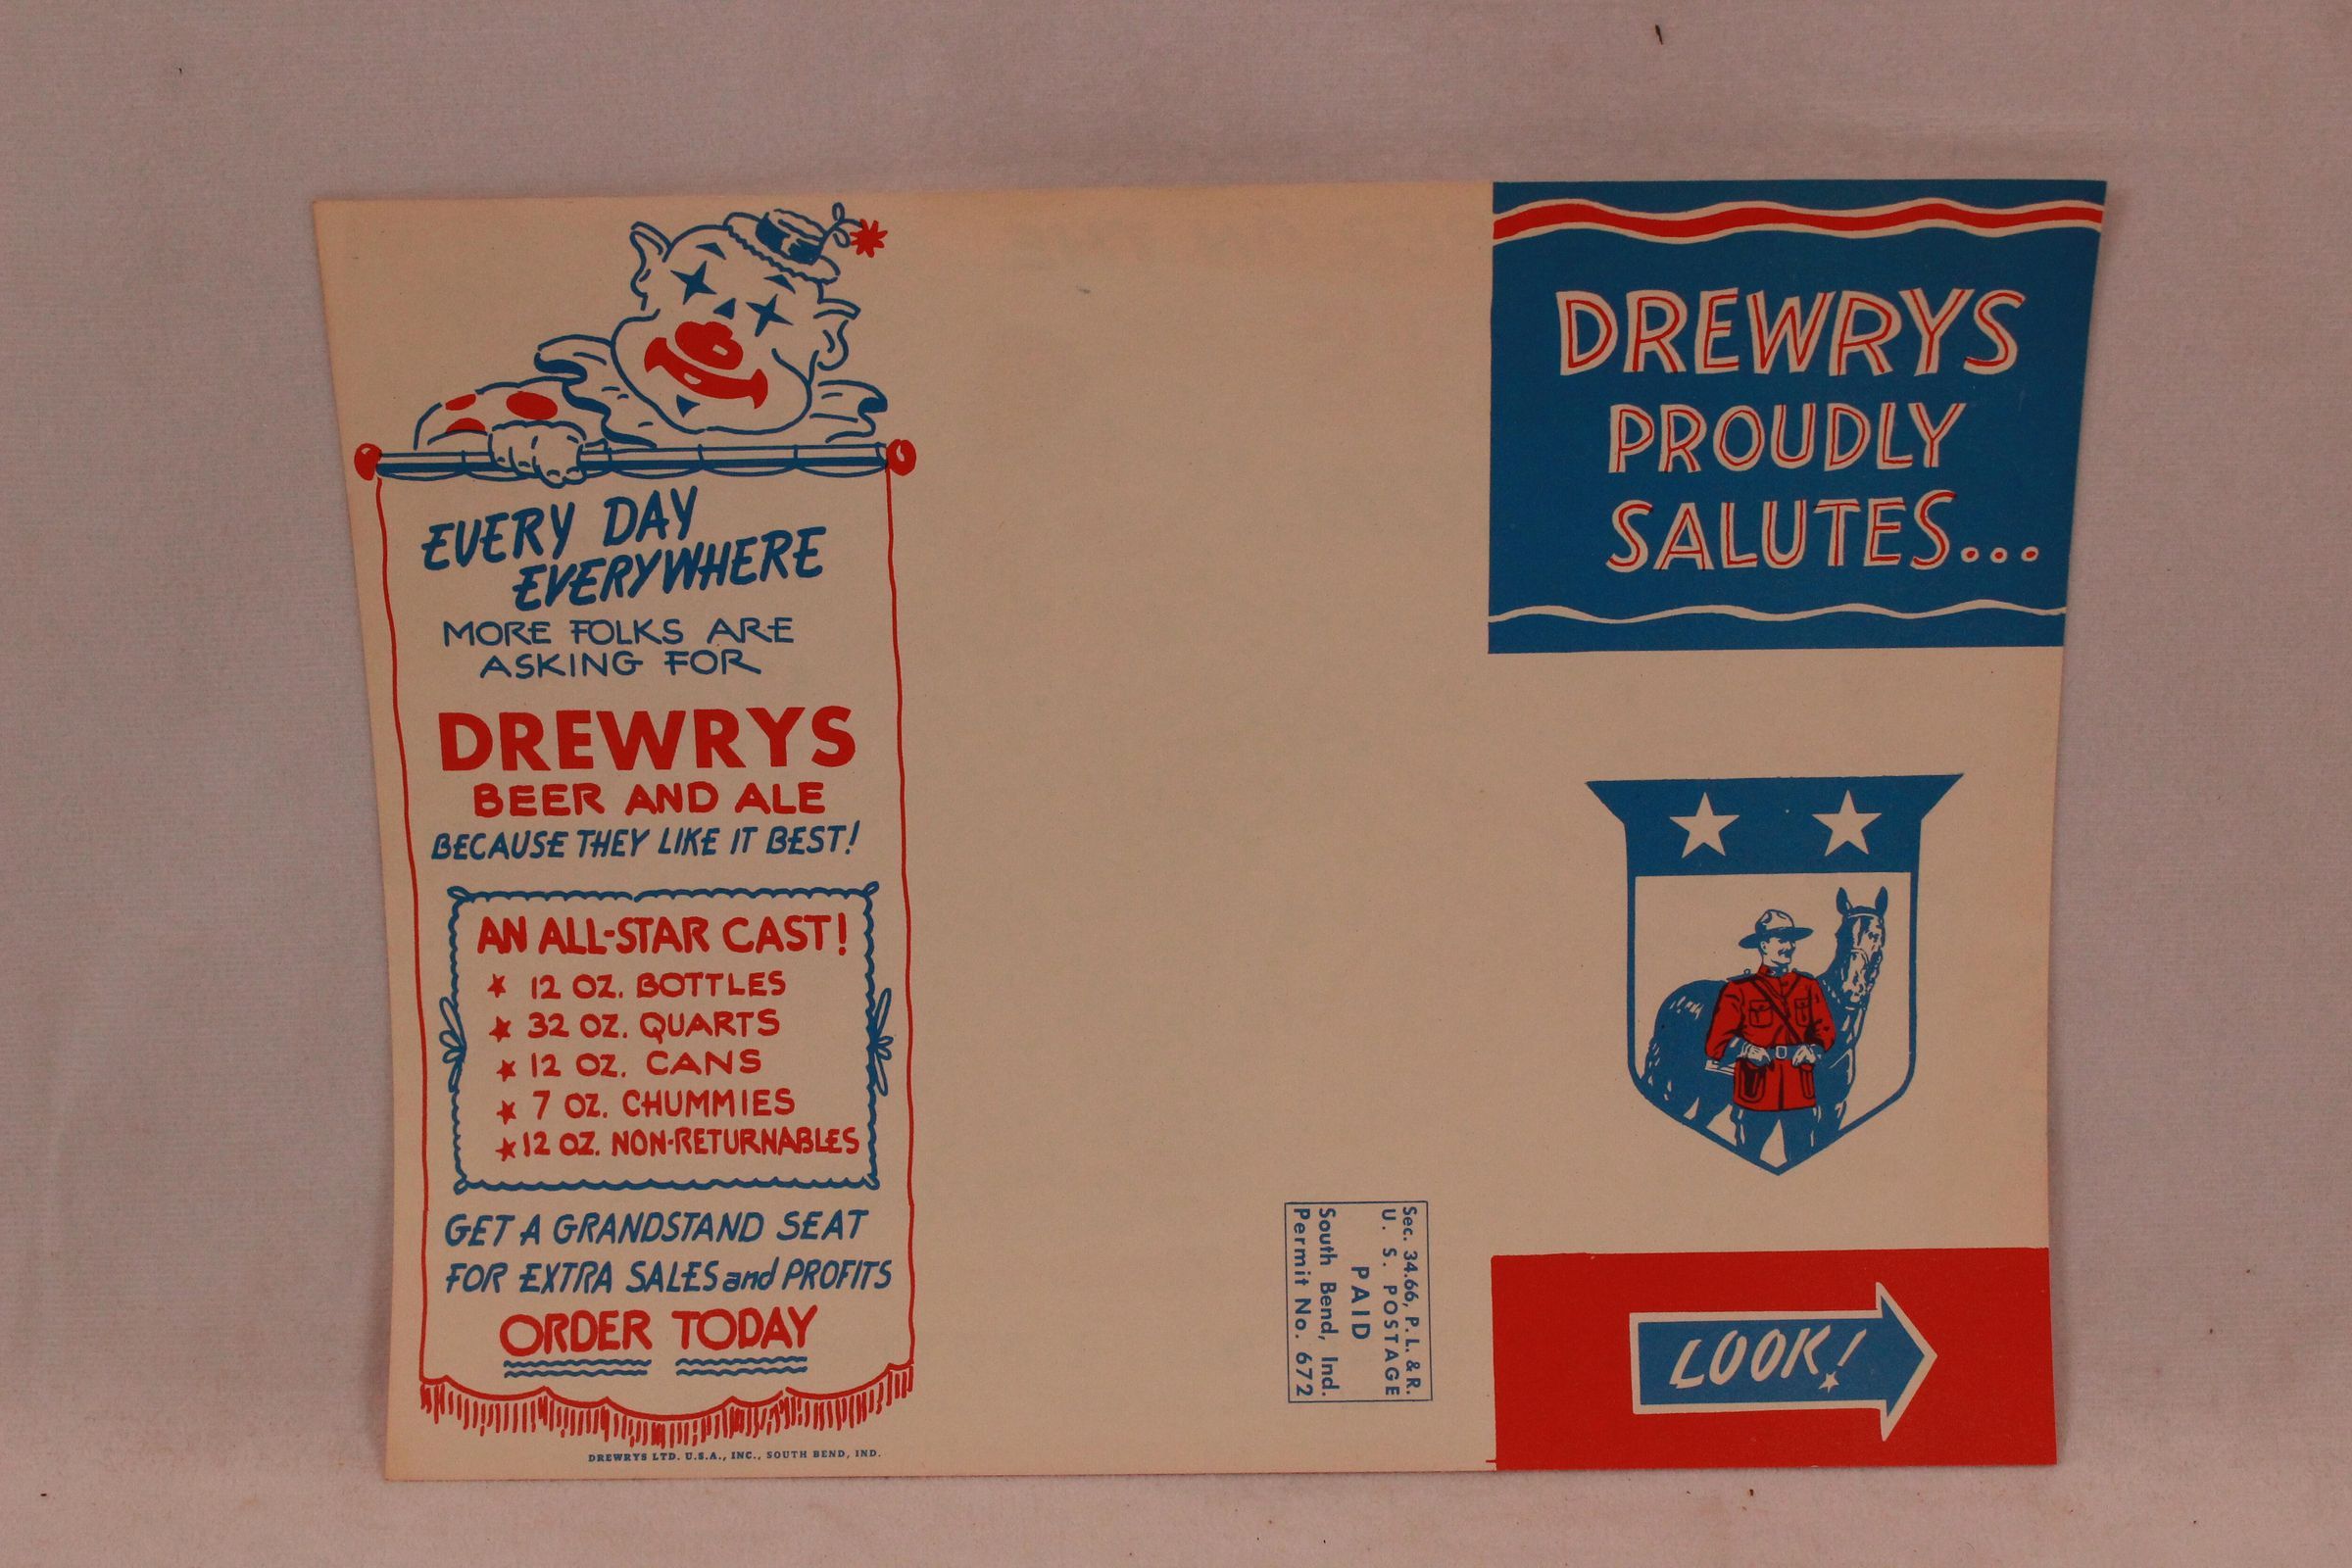 EVERY DAY
EVERYWHERE
MORE FOLKS ARE
ASKING FOR
DREWRYS
BEER AND ALE
BECAUSE THEY LIKE IT BEST!
AN ALL-STAR CAST!
★ 12 OZ. BOTTLES
★ 32 OZ. QUARTS
★ 12 OZ. CANS
★ 7 OZ. CHUMMIES
★ 12 OZ. NON-RETURNABLES
GET A GRANDSTAND SEAT
FOR EXTRA SALES and PROFITS
ORDER TODAY
DREWRYS LTD. U.S.A., INC., SOUTH BEND, IND.
Sec. 34.66, P. L. & R.
U. S. POSTAGE
PAID
South Bend, Ind.
Permit No. 672
DREWRYS
PROUDLY
SALUTES...
LOOK!